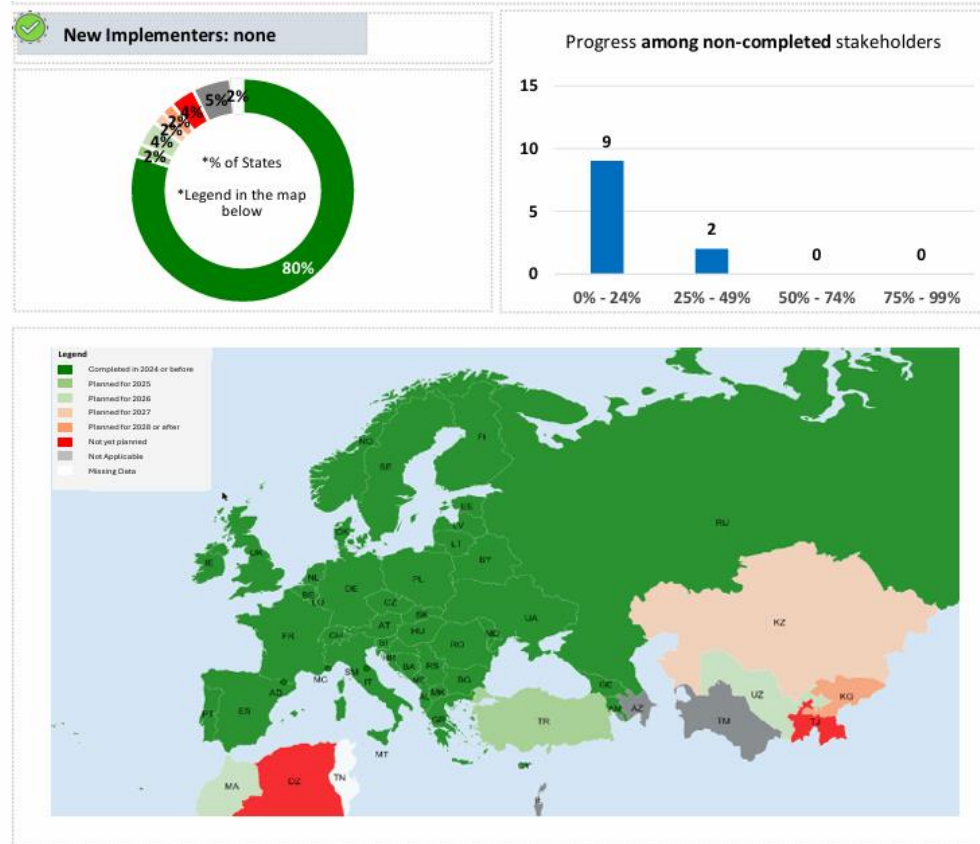 New Implementers: none
2%
4%
2%
2%
4%
5%
2%
*% of States
*Legend in the map
below
80%
Progress among non-completed stakeholders
15
10
5
0
9
2
0
0
0% - 24%
25% - 49%
50% - 74%
75% - 99%
Legend
Completed in 2024 or before
Planned for 2025
Planned for 2026
Planned for 2027
Planned for 2028 or after
Not yet planned
Not Applicable
Missing Data
NO
SE
FI
EE
LV
LT
DK
RU
IE
UK
NL
BE
LU
DE
PL
BY
CZ
SK
UA
FR
CH
AT
HU
SI
HR
RO
MD
BA
RS
ME
BG
MC
SM
IT
AD
AL
MK
GR
PT
ES
KZ
GE
AM
AZ
TR
UZ
KG
TM
TJ
MT
CY
MA
DZ
TN